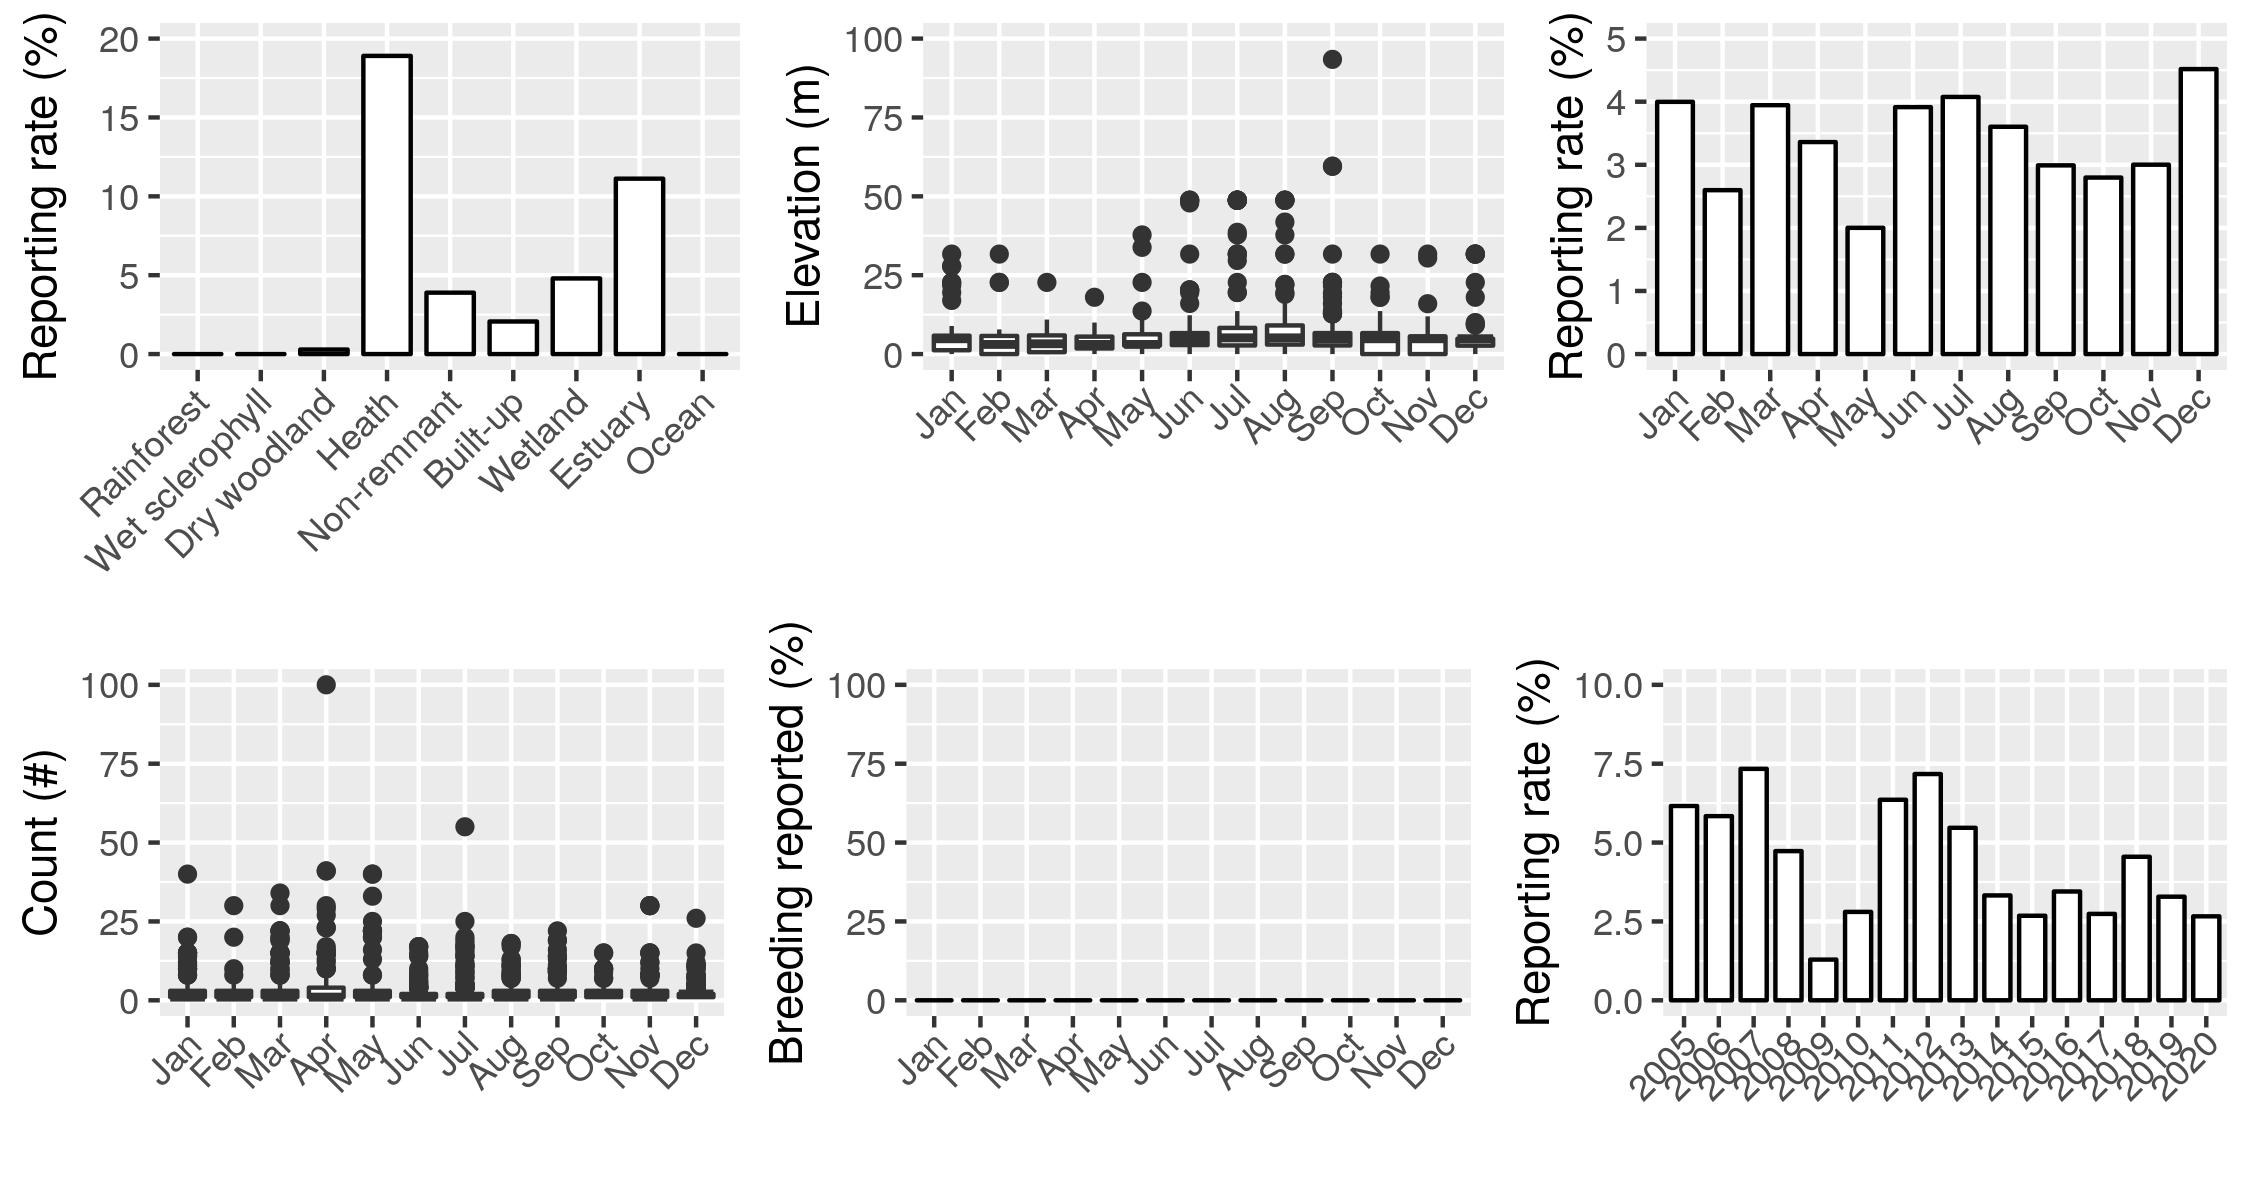 Reporting rate (%)
20
15
10
5
0
Rainforest
Wet sclerophyll
Dry woodland
Heath
Non-remnant
Built-up
Wetland
Estuary
Ocean
Elevation (m)
100
75
50
25
0
Jan
Feb
Mar
Apr
May
Jun
Jul
Aug
Sep
Oct
Nov
Dec
Reporting rate (%)
5
4
3
2
1
0
Jan
Feb
Mar
Apr
May
Jun
Jul
Aug
Sep
Oct
Nov
Dec
Count (#)
100
75
50
25
0
Jan
Feb
Mar
Apr
May
Jun
Jul
Aug
Sep
Oct
Nov
Dec
Breeding reported (%)
100
75
50
25
0
Jan
Feb
Mar
Apr
May
Jun
Jul
Aug
Sep
Oct
Nov
Dec
Reporting rate (%)
10.0
7.5
5.0
2.5
0.0
2005
2006
2007
2008
2009
2010
2011
2012
2013
2014
2015
2016
2017
2018
2019
2020